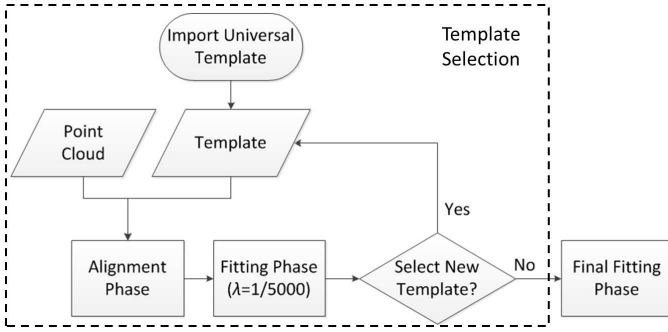 Import Universal
Template
Template
Selection
Point
Cloud
Template
Yes
Alignment
Phase
Fitting Phase
(λ=1/5000)
Select New
Template?
No
Final Fitting
Phase